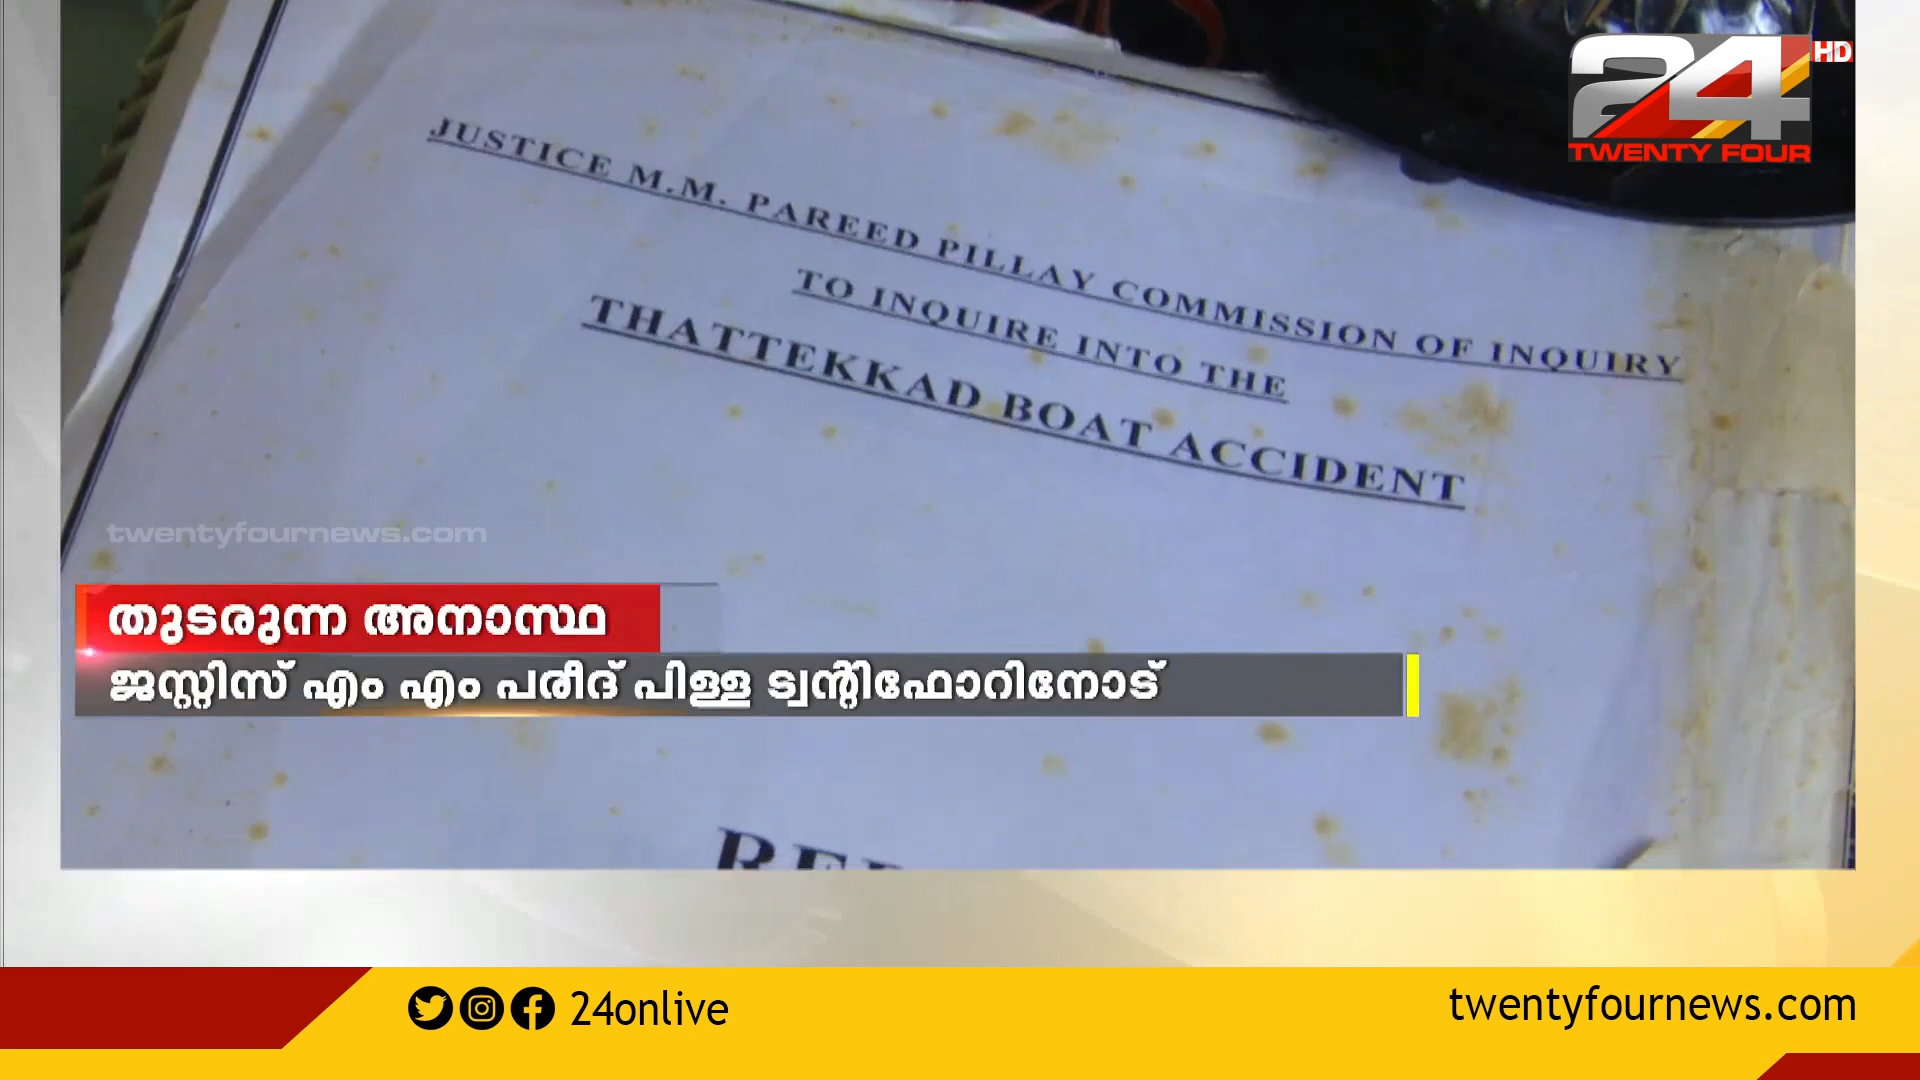 24 HD
TWENTY FOUR
JUSTICE M.M. PAREED PILLAY COMMISSION OF INQUIRY
TO INQUIRE INTO THE
THATTEKKAD BOAT ACCIDENT
twentyfournews.com
തുടരുന്ന അനാസ്ഥ
ജസ്റ്റിസ് എം എം പരീദ് പിള്ള ട്വന്റിഫോറിനോട്
24onlive
twentyfournews.com